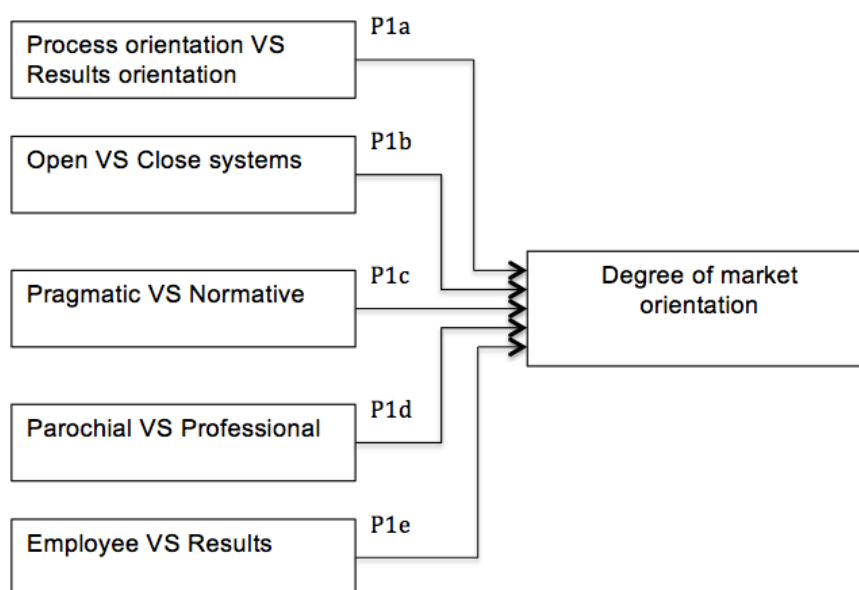 P1a
Process orientation VS
Results orientation
P1b
Open VS Close systems
P1c
Pragmatic VS Normative
Degree of market
orientation
P1d
Parochial VS Professional
P1e
Employee VS Results